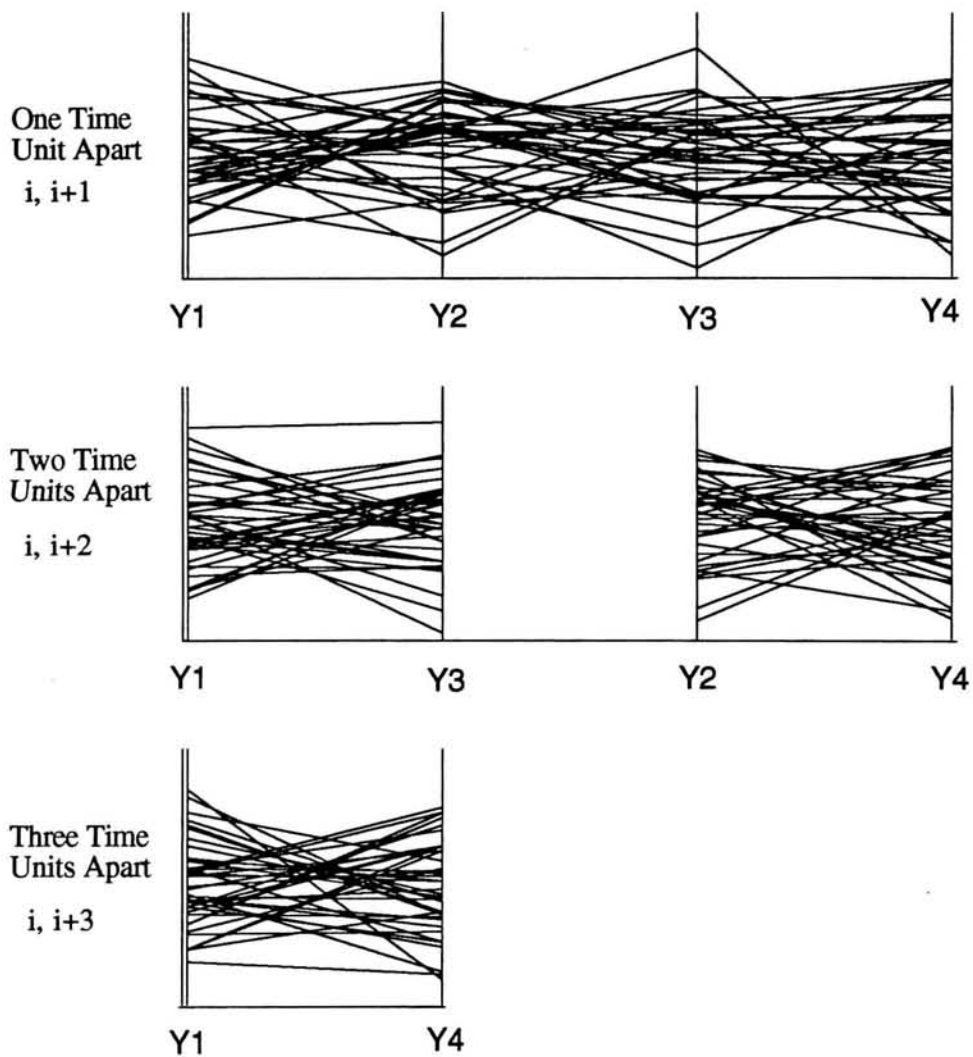 One Time
Unit Apart
i, i+1
Y1 Y2 Y3 Y4
Two Time
Units Apart
i, i+2
Y1 Y3 Y2 Y4
Three Time
Units Apart
i, i+3
Y1 Y4